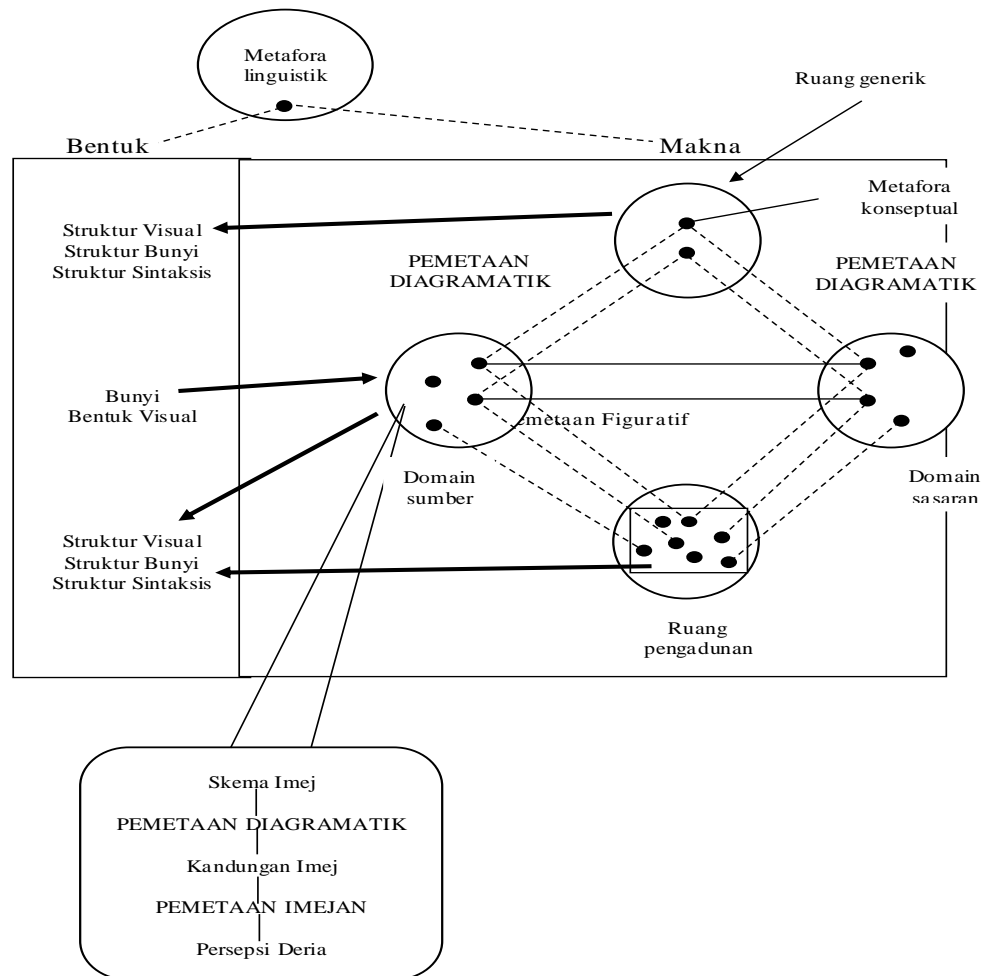 Metafora
linguistik
Ruang generik
Bentuk
Makna
Metafora
konseptual
Struktur Visual
Struktur Bunyi
Struktur Sintaksis
PEMETAAN
DIAGRAMATIK
PEMETAAN
DIAGRAMATIK
Bunyi
Bentuk Visual
emetaan Figuratif
Domain
sumber
Domain
sasaran
Struktur Visual
Struktur Bunyi
Struktur Sintaksis
Ruang
pengadunan
Skema Imej
PEMETAAN DIAGRAMATIK
Kandungan Imej
PEMETAAN IMEJAN
Persepsi Deria